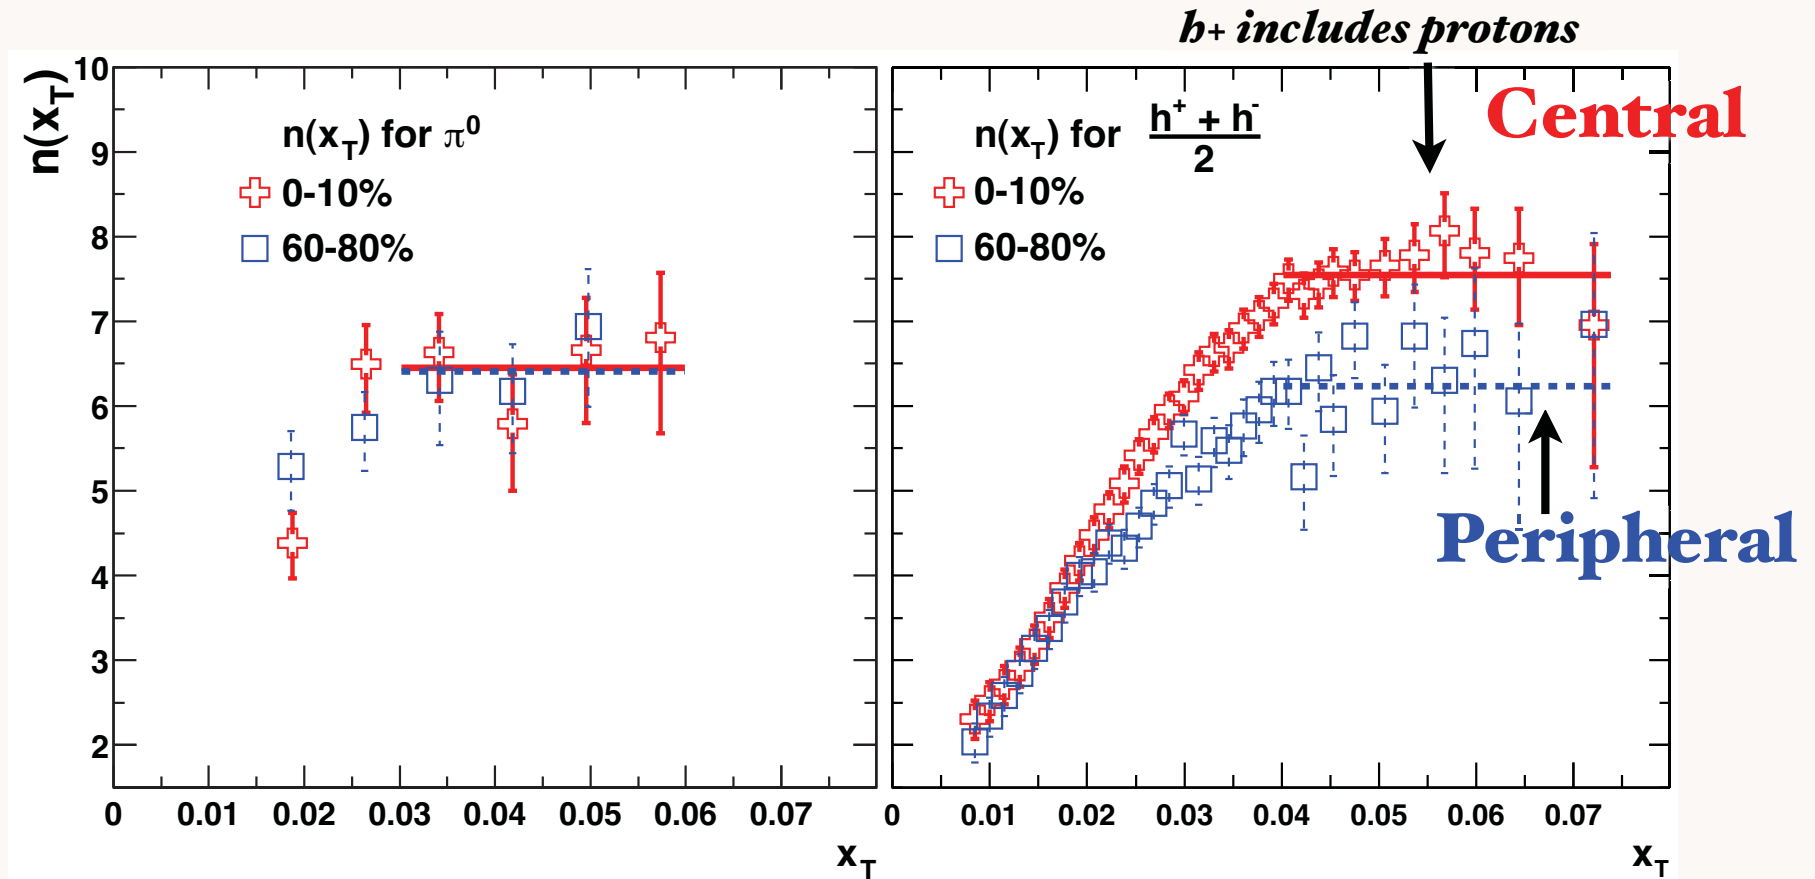 h+ includes protons
Central
n(x_T)
n(x_T) for π⁰
0-10%
60-80%
10
9
8
7
6
5
4
3
2
0 0.01 0.02 0.03 0.04 0.05 0.06 0.07
x_T
n(x_T) for h⁺ + h⁻
2
0-10%
60-80%
Peripheral
0 0.01 0.02 0.03 0.04 0.05 0.06 0.07
x_T